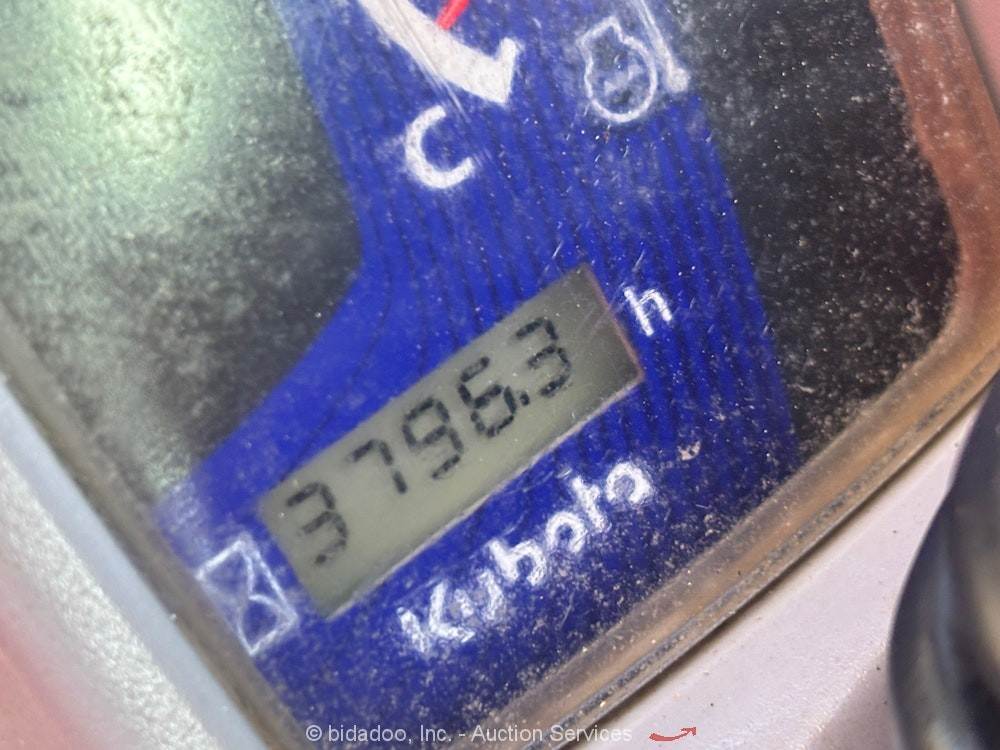 C
3796.3 h
Kubota
© bidadoo, Inc. - Auction Services